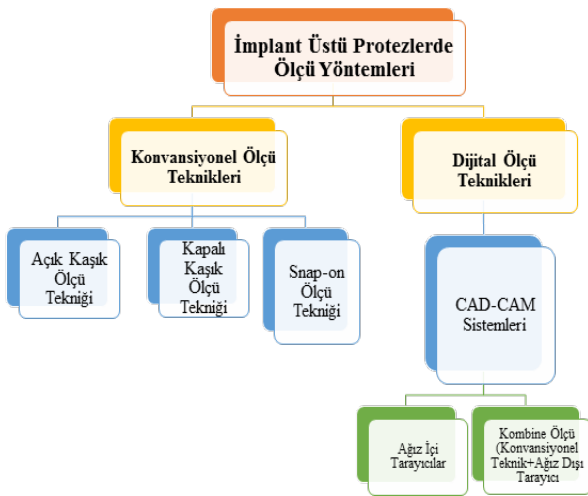 İmplant Üstü Protezlerde
Ölçü Yöntemleri
Konvansiyonel Ölçü
Teknikleri
Dijital Ölçü
Teknikleri
Açık Kaşık
Ölçü
Tekniği
Kapalı
Kaşık
Ölçü
Tekniği
Snap-on
Ölçü
Tekniği
CAD-CAM
Sistemleri
Ağız İçi
Tarayıcılar
Kombine Ölçü
(Konvansiyonel
Teknik+Ağız Dışı
Tarayıcı